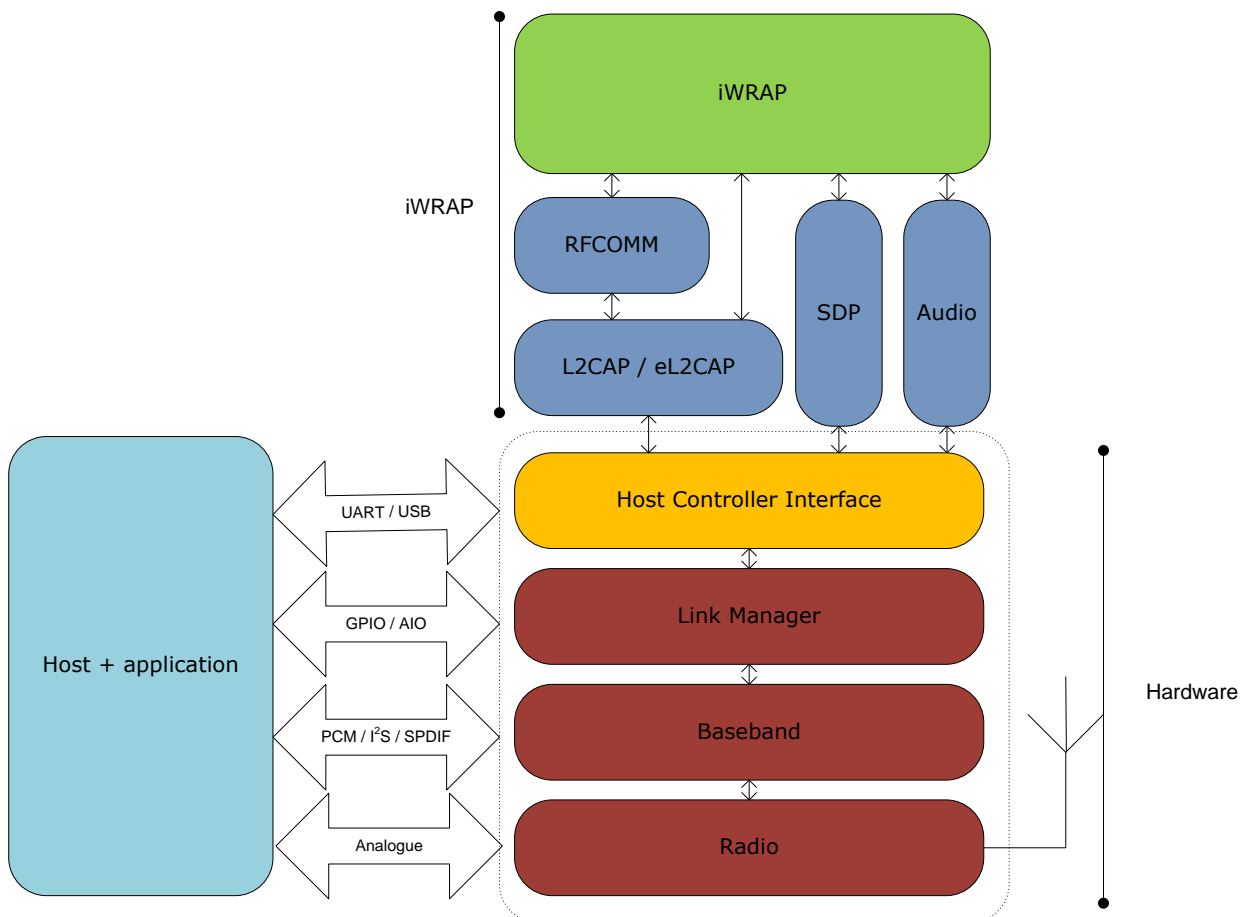 iWRAP
iWRAP
RFCOMM
SDP
Audio
L2CAP / eL2CAP
Host + application
UART / USB
GPIO / AIO
PCM / I²S / SPDIF
Analogue
Host Controller Interface
Link Manager
Baseband
Radio
Hardware